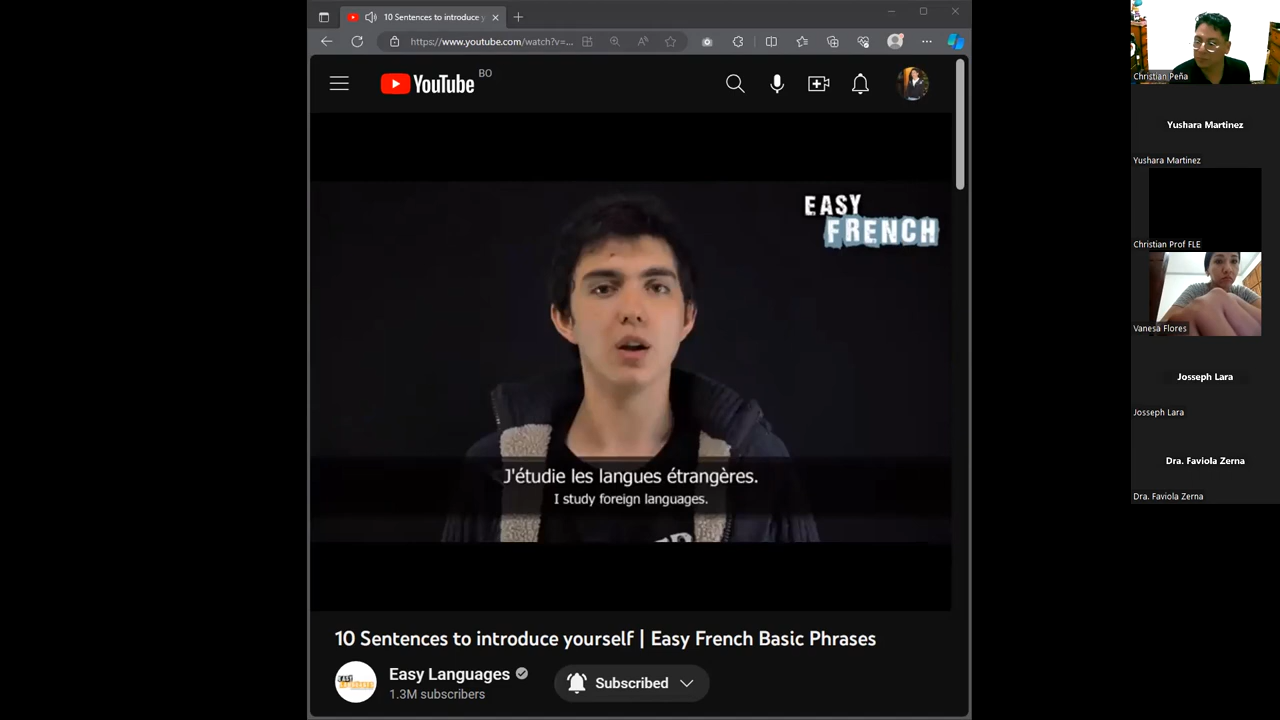 10 Sentences to introduce y
https://www.youtube.com/watch?v=...
YouTube BO
EASY
FRENCH
J'étudie les langues étrangères.
I study foreign languages.
10 Sentences to introduce yourself | Easy French Basic Phrases
Easy Languages
1.3M subscribers
Subscribed
Christian Peña
Yushara Martinez
Yushara Martinez
Christian Prof FLE
Vanesa Flores
Josseph Lara
Josseph Lara
Dra. Faviola Zerna
Dra. Faviola Zerna